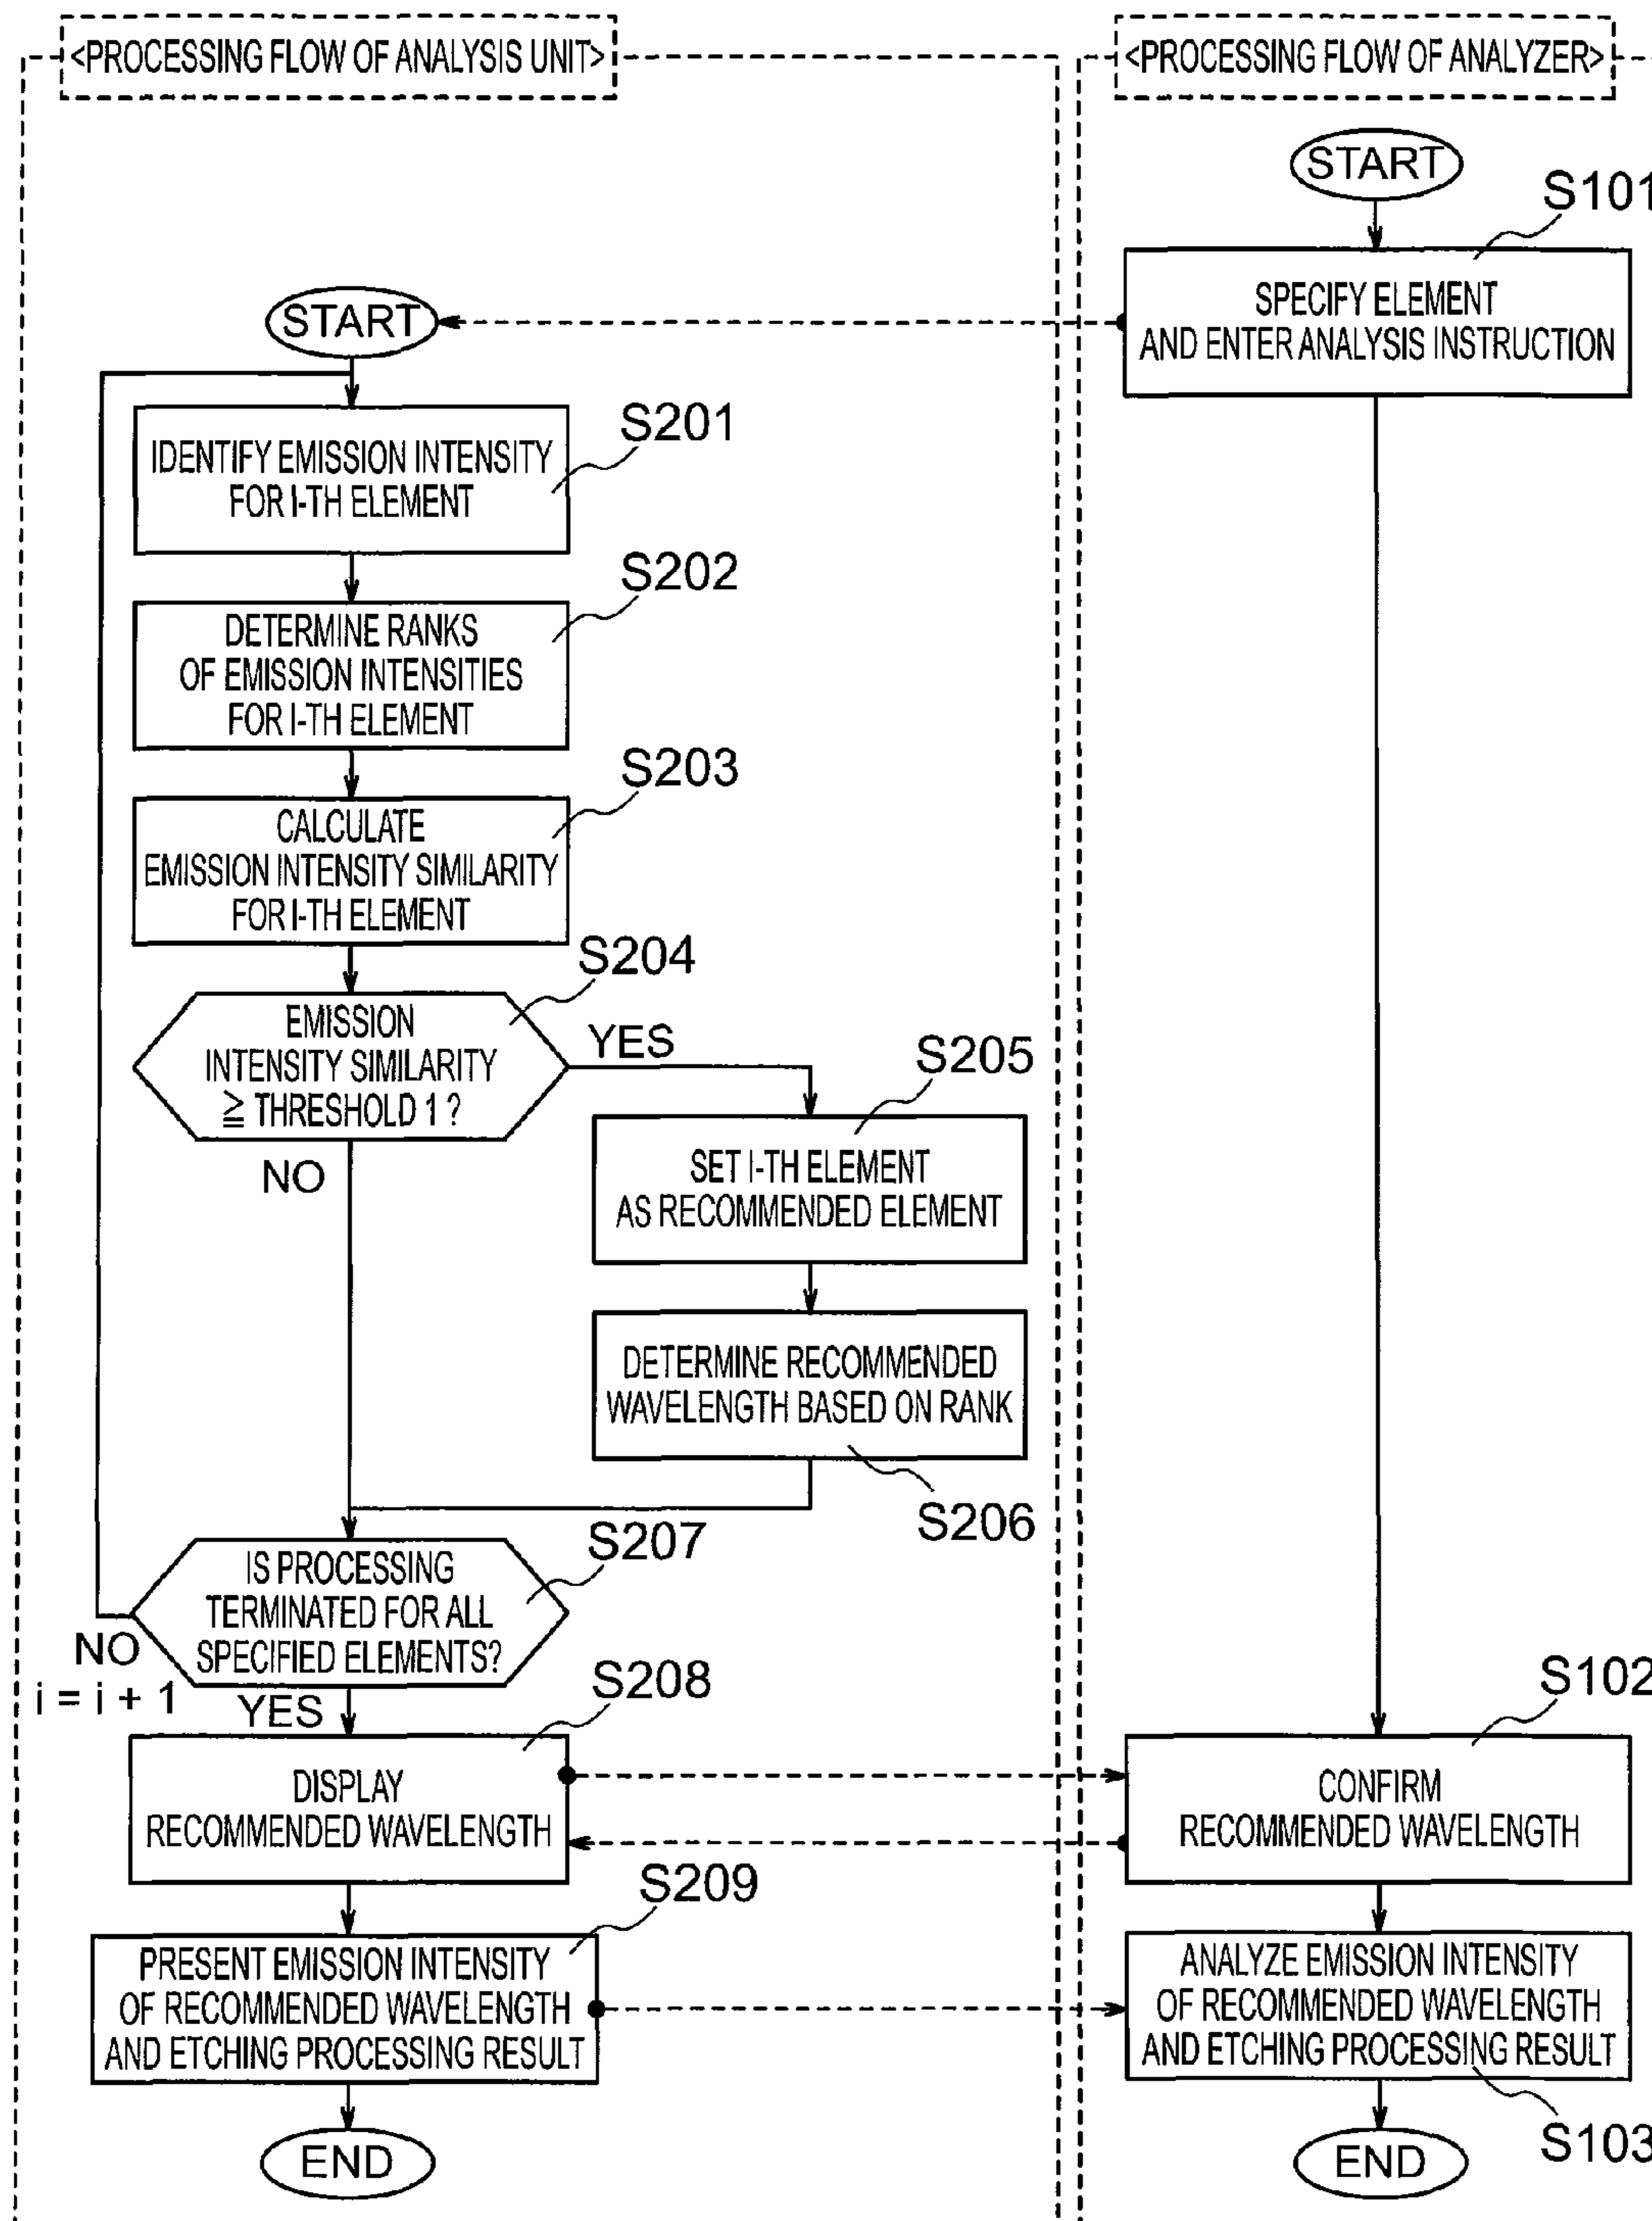 <PROCESSING FLOW OF ANALYSIS UNIT>
<PROCESSING FLOW OF ANALYZER>
START
S101
SPECIFY ELEMENT
AND ENTER ANALYSIS INSTRUCTION
START
S201
IDENTIFY EMISSION INTENSITY
FOR I-TH ELEMENT
S202
DETERMINE RANKS
OF EMISSION INTENSITIES
FOR I-TH ELEMENT
S203
CALCULATE
EMISSION INTENSITY SIMILARITY
FOR I-TH ELEMENT
S204
EMISSION
INTENSITY SIMILARITY
≧ THRESHOLD 1 ?
YES
NO
S205
SET I-TH ELEMENT
AS RECOMMENDED ELEMENT
DETERMINE RECOMMENDED
WAVELENGTH BASED ON RANK
S206
S207
IS PROCESSING
TERMINATED FOR ALL
SPECIFIED ELEMENTS?
NO
i = i + 1
YES
S208
DISPLAY
RECOMMENDED WAVELENGTH
S102
CONFIRM
RECOMMENDED WAVELENGTH
S209
PRESENT EMISSION INTENSITY
OF RECOMMENDED WAVELENGTH
AND ETCHING PROCESSING RESULT
ANALYZE EMISSION INTENSITY
OF RECOMMENDED WAVELENGTH
AND ETCHING PROCESSING RESULT
S103
END
END